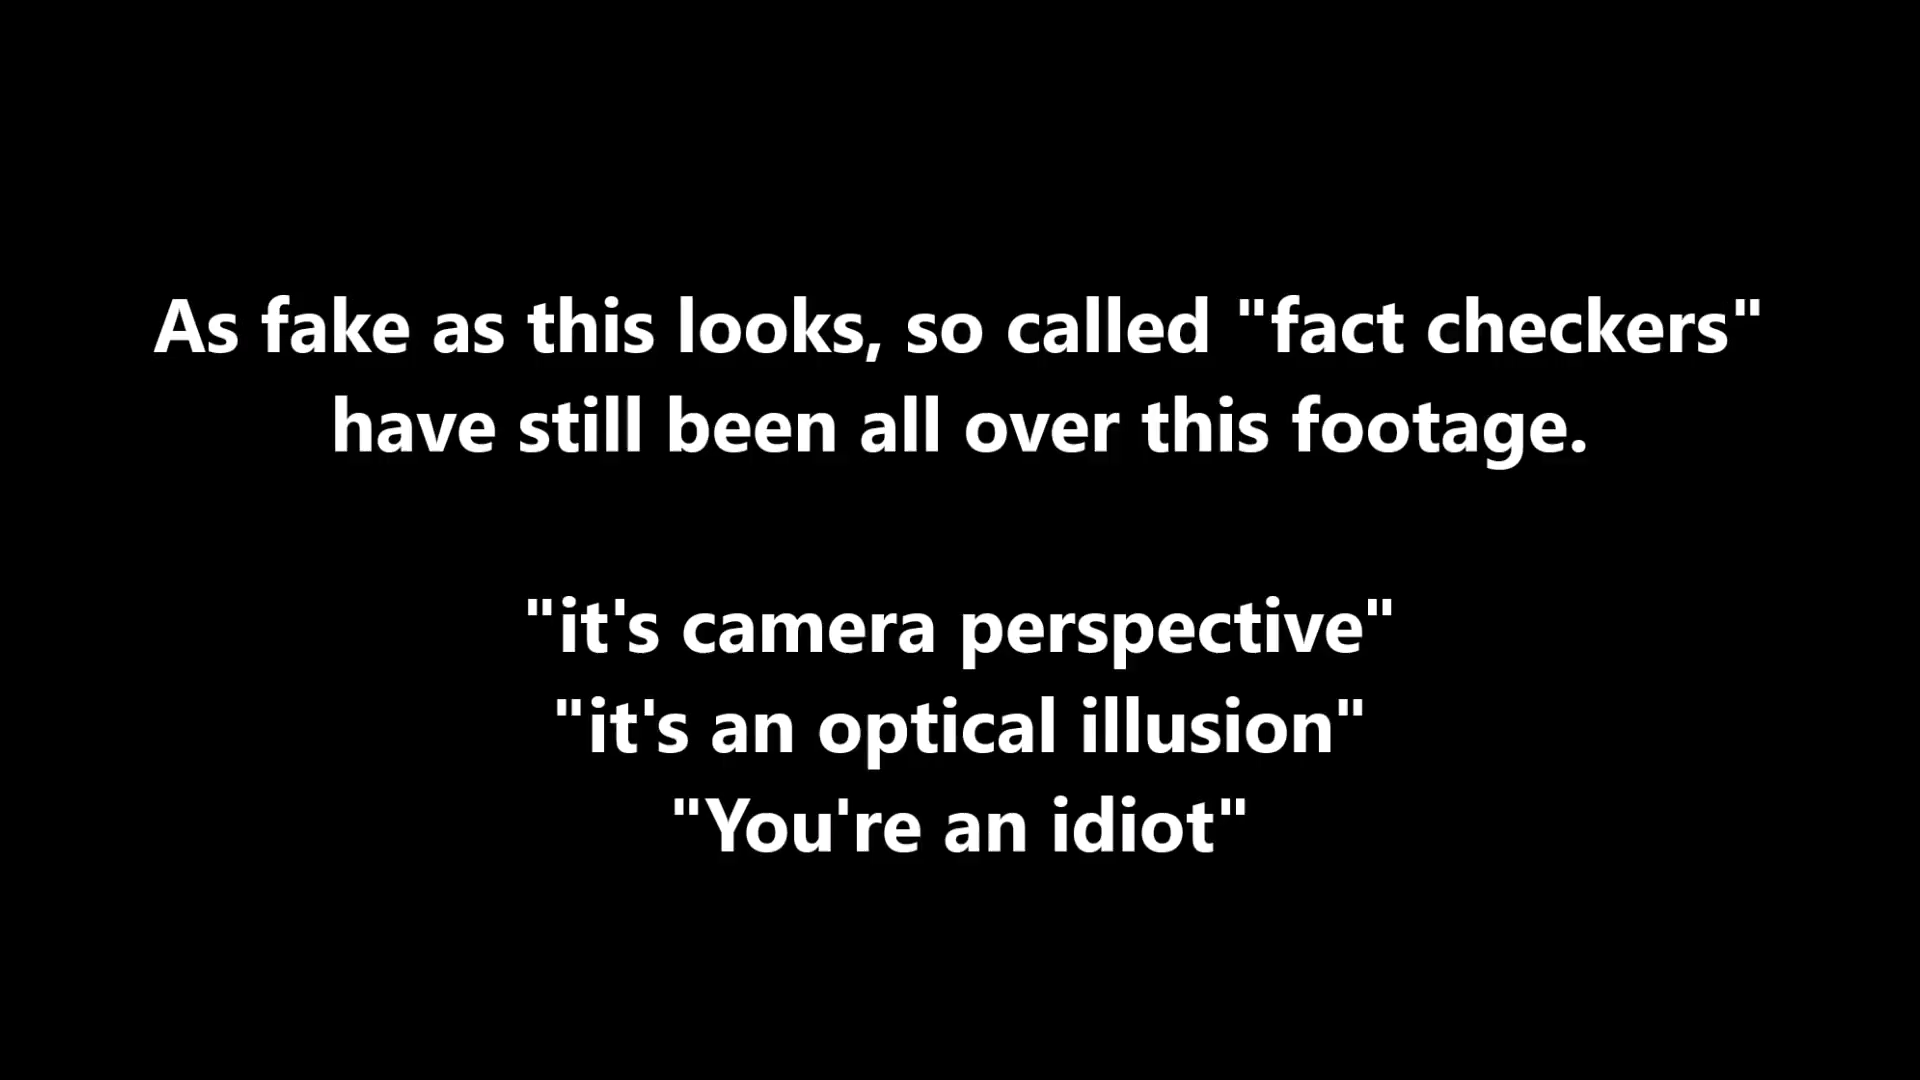 As fake as this looks, so called "fact checkers"
have still been all over this footage.
"it's camera perspective"
"it's an optical illusion"
"You're an idiot"